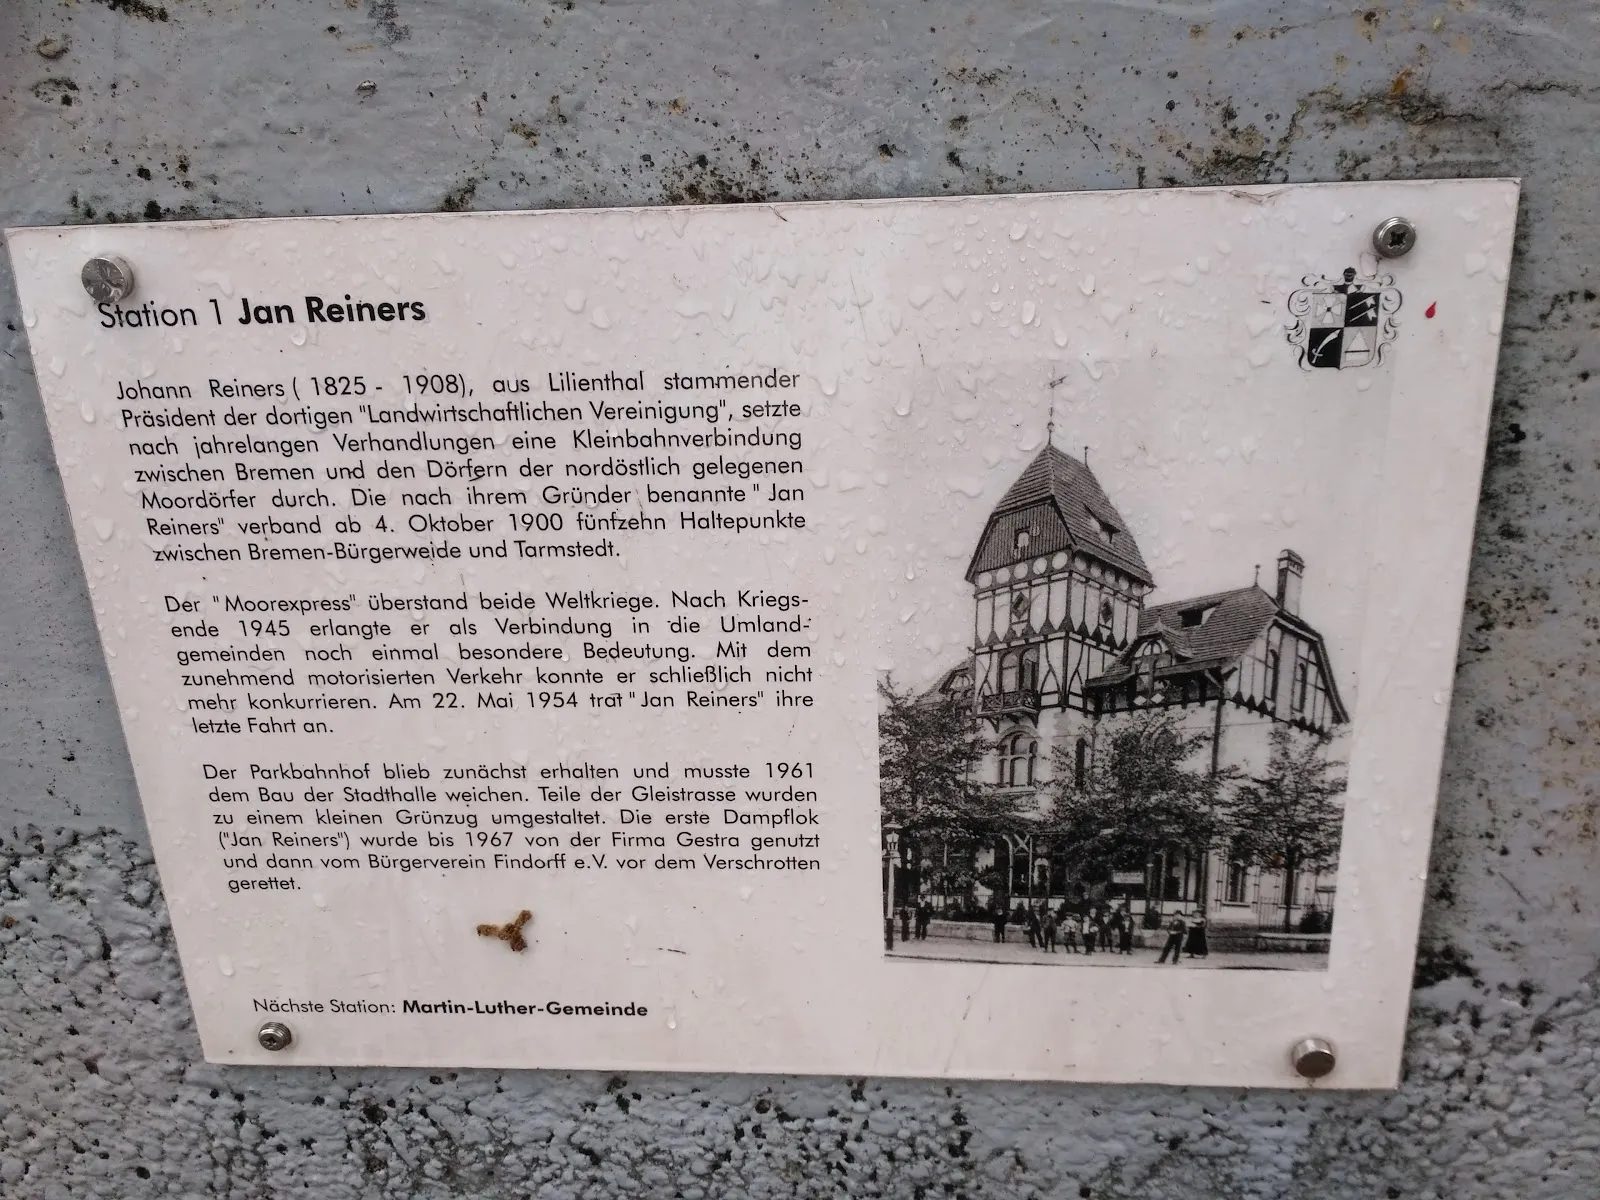 Station 1 Jan Reiners
Johann Reiners ( 1825 - 1908), aus Lilienthal stammender
Präsident der dortigen "Landwirtschaftlichen Vereinigung", setzte
nach jahrelangen Verhandlungen eine Kleinbahnverbindung
zwischen Bremen und den Dörfern der nordöstlich gelegenen
Moordörfer durch. Die nach ihrem Gründer benannte " Jan
Reiners" verband ab 4. Oktober 1900 fünfzehn Haltepunkte
zwischen Bremen-Bürgerweide und Tarmstedt.
Der "Moorexpress" überstand beide Weltkriege. Nach Kriegs-
ende 1945 erlangte er als Verbindung in die Umland-
gemeinden noch einmal besondere Bedeutung. Mit dem
zunehmend motorisierten Verkehr konnte er schließlich nicht
mehr konkurrieren. Am 22. Mai 1954 trat "Jan Reiners" ihre
letzte Fahrt an.
Der Parkbahnhof blieb zunächst erhalten und musste 1961
dem Bau der Stadthalle weichen. Teile der Gleistrasse wurden
zu einem kleinen Grünzug umgestaltet. Die erste Dampflok
("Jan Reiners") wurde bis 1967 von der Firma Gestra genutzt
und dann vom Bürgerverein Findorff e.V. vor dem Verschrotten
gerettet.
Nächste Station: Martin-Luther-Gemeinde